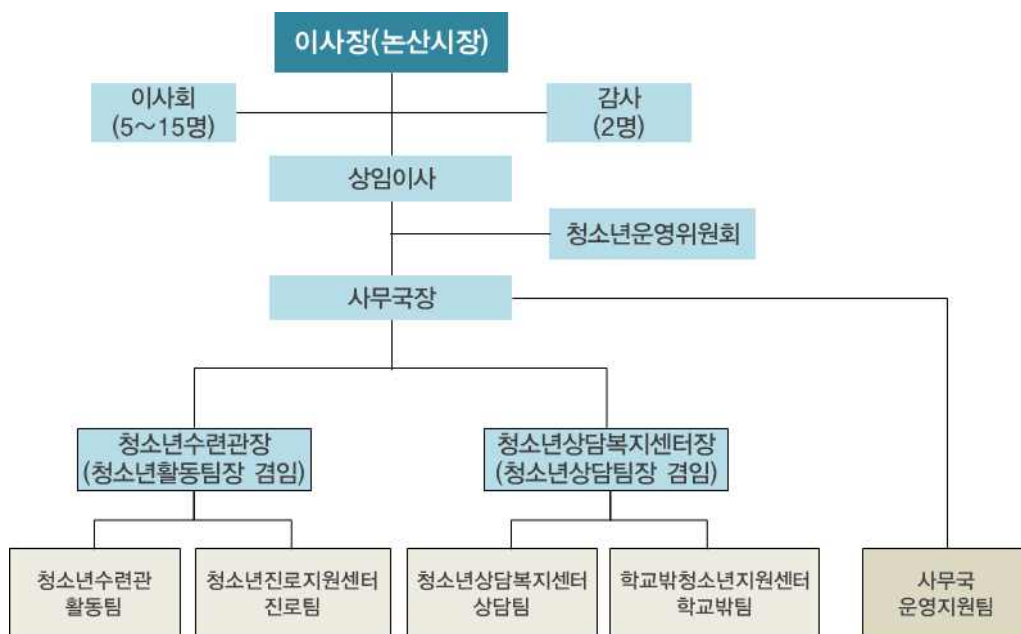 이사장(논산시장)
이사회
(5~15명)
감사
(2명)
상임이사
청소년운영위원회
사무국장
청소년수련관장
(청소년활동팀장 겸임)
청소년상담복지센터장
(청소년상담팀장 겸임)
청소년수련관
활동팀
청소년진로지원센터
진로팀
청소년상담복지센터
상담팀
학교밖청소년지원센터
학교밖팀
사무국
운영지원팀